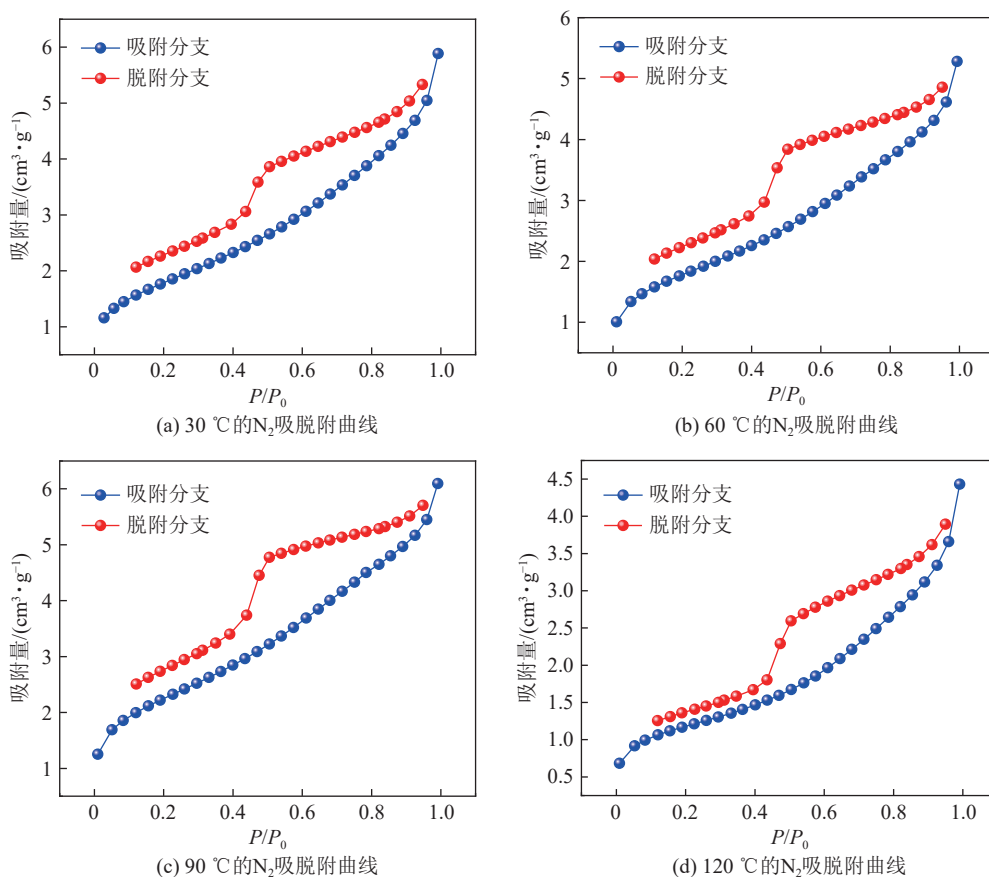 6
5
4
3
2
1
吸附量/(cm³·g⁻¹)
吸附分支
脱附分支
0 0.2 0.4 0.6 0.8 1.0
P/P₀
(a) 30 ℃的N₂吸脱附曲线
6
5
4
3
2
1
吸附量/(cm³·g⁻¹)
吸附分支
脱附分支
0 0.2 0.4 0.6 0.8 1.0
P/P₀
(b) 60 ℃的N₂吸脱附曲线
6
5
4
3
2
1
吸附量/(cm³·g⁻¹)
吸附分支
脱附分支
0 0.2 0.4 0.6 0.8 1.0
P/P₀
(c) 90 ℃的N₂吸脱附曲线
4.5
4.0
3.5
3.0
2.5
2.0
1.5
1.0
0.5
吸附量/(cm³·g⁻¹)
吸附分支
脱附分支
0 0.2 0.4 0.6 0.8 1.0
P/P₀
(d) 120 ℃的N₂吸脱附曲线